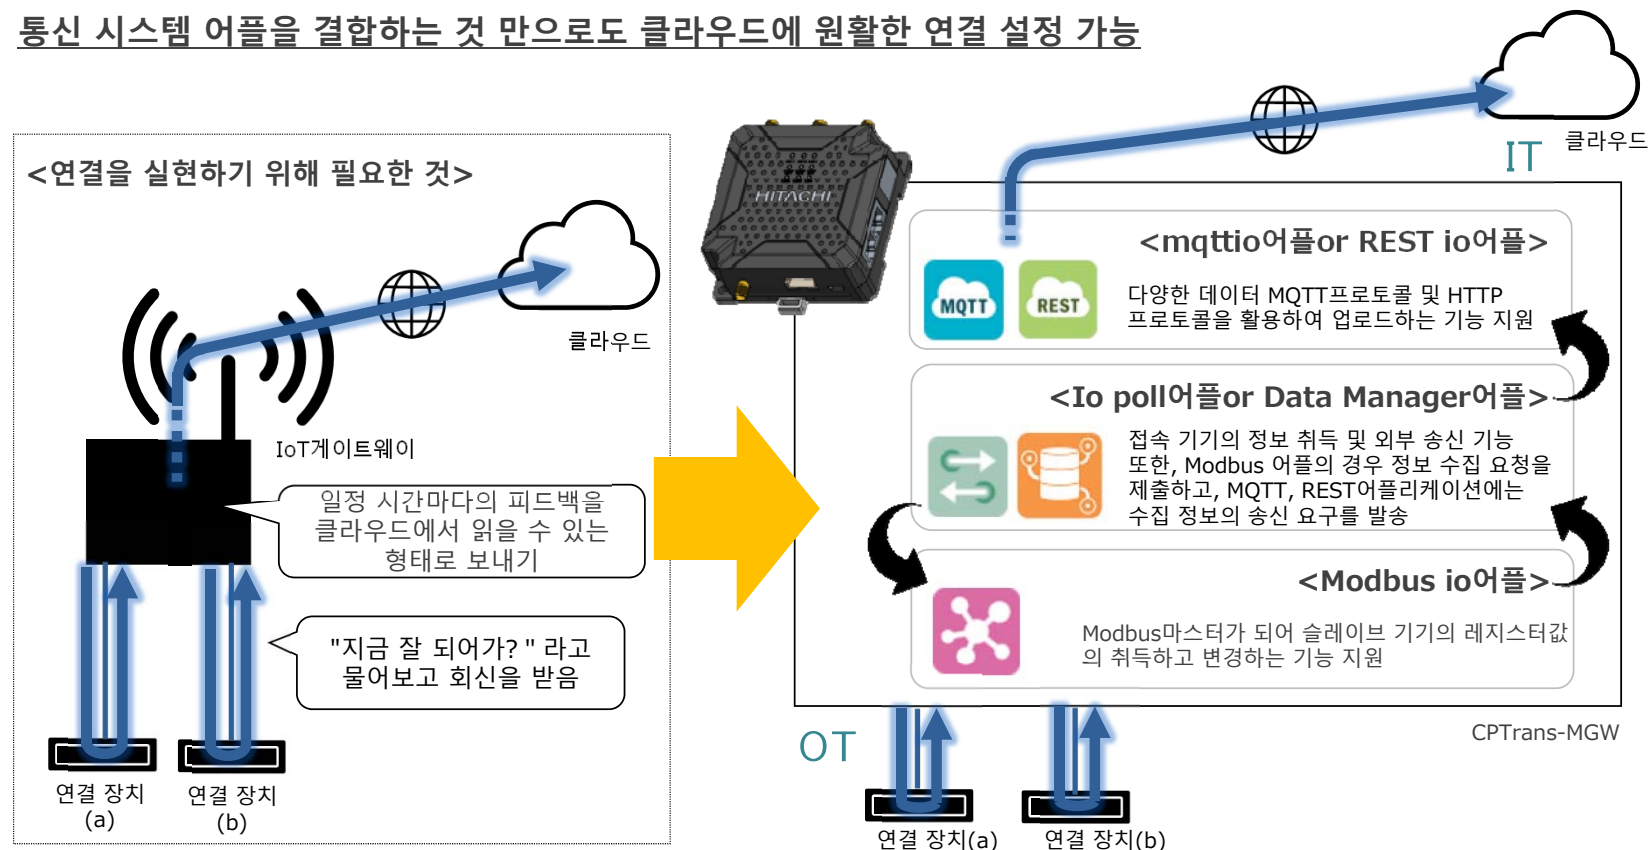 통신 시스템 어플을 결합하는 것 만으로도 클라우드에 원활한 연결 설정 가능
<연결을 실현하기 위해 필요한 것>
클라우드
IoT게이트웨이
일정 시간마다의 피드백을
클라우드에서 읽을 수 있는
형태로 보내기
"지금 잘 되어가? " 라고
물어보고 회신을 받음
연결 장치
(a)
연결 장치
(b)
HITACHI
클라우드
IT
<mqttio어플or REST io어플>
MQTT
REST
다양한 데이터 MQTT프로토콜 및 HTTP
프로토콜을 활용하여 업로드하는 기능 지원
<Io poll어플or Data Manager어플>
접속 기기의 정보 취득 및 외부 송신 기능
또한, Modbus 어플의 경우 정보 수집 요청을
제출하고, MQTT, REST어플리케이션에는
수집 정보의 송신 요구를 발송
<Modbus io어플>
Modbus마스터가 되어 슬레이브 기기의 레지스터값
의 취득하고 변경하는 기능 지원
CPTrans-MGW
OT
연결 장치(a)
연결 장치(b)